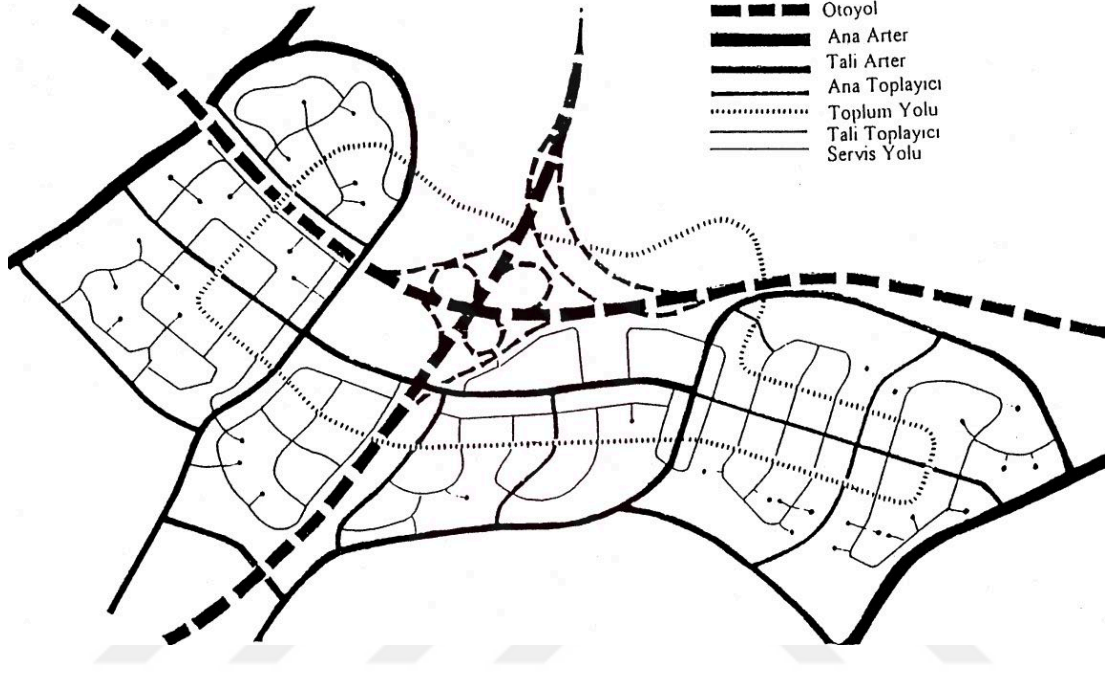 Otoyol
Ana Arter
Tali Arter
Ana Toplayıcı
Toplum Yolu
Tali Toplayıcı
Servis Yolu